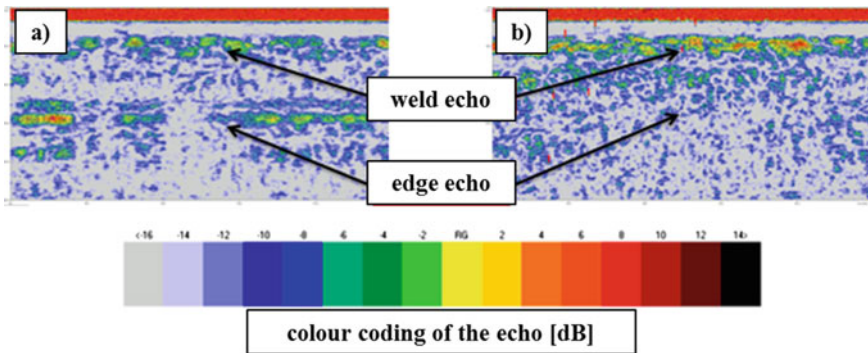 a)
b)
weld echo
edge echo
<-16 -14 -12 -10 -8 -6 -4 -2 RG 2 4 6 8 10 12 14>
colour coding of the echo [dB]